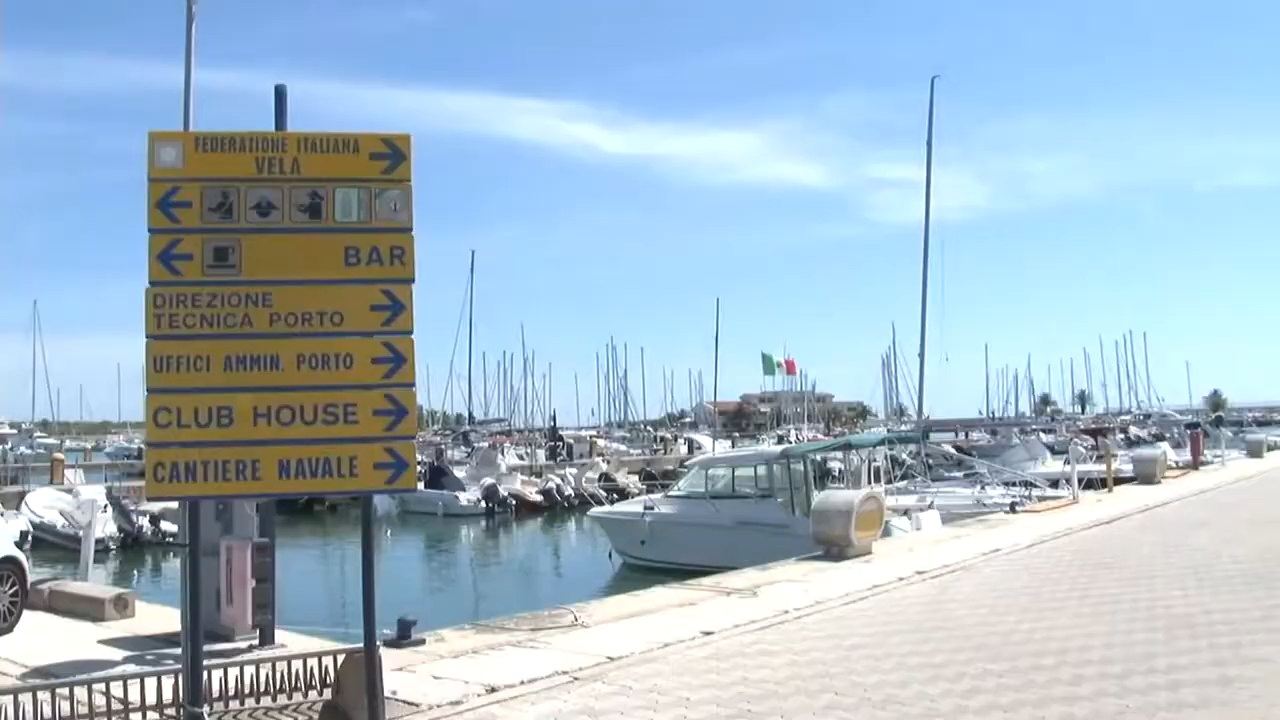 FEDERAZIONE ITALIANA
VELA
BAR
DIREZIONE
TECNICA PORTO
UFFICI AMMIN. PORTO
CLUB HOUSE
CANTIERE NAVALE